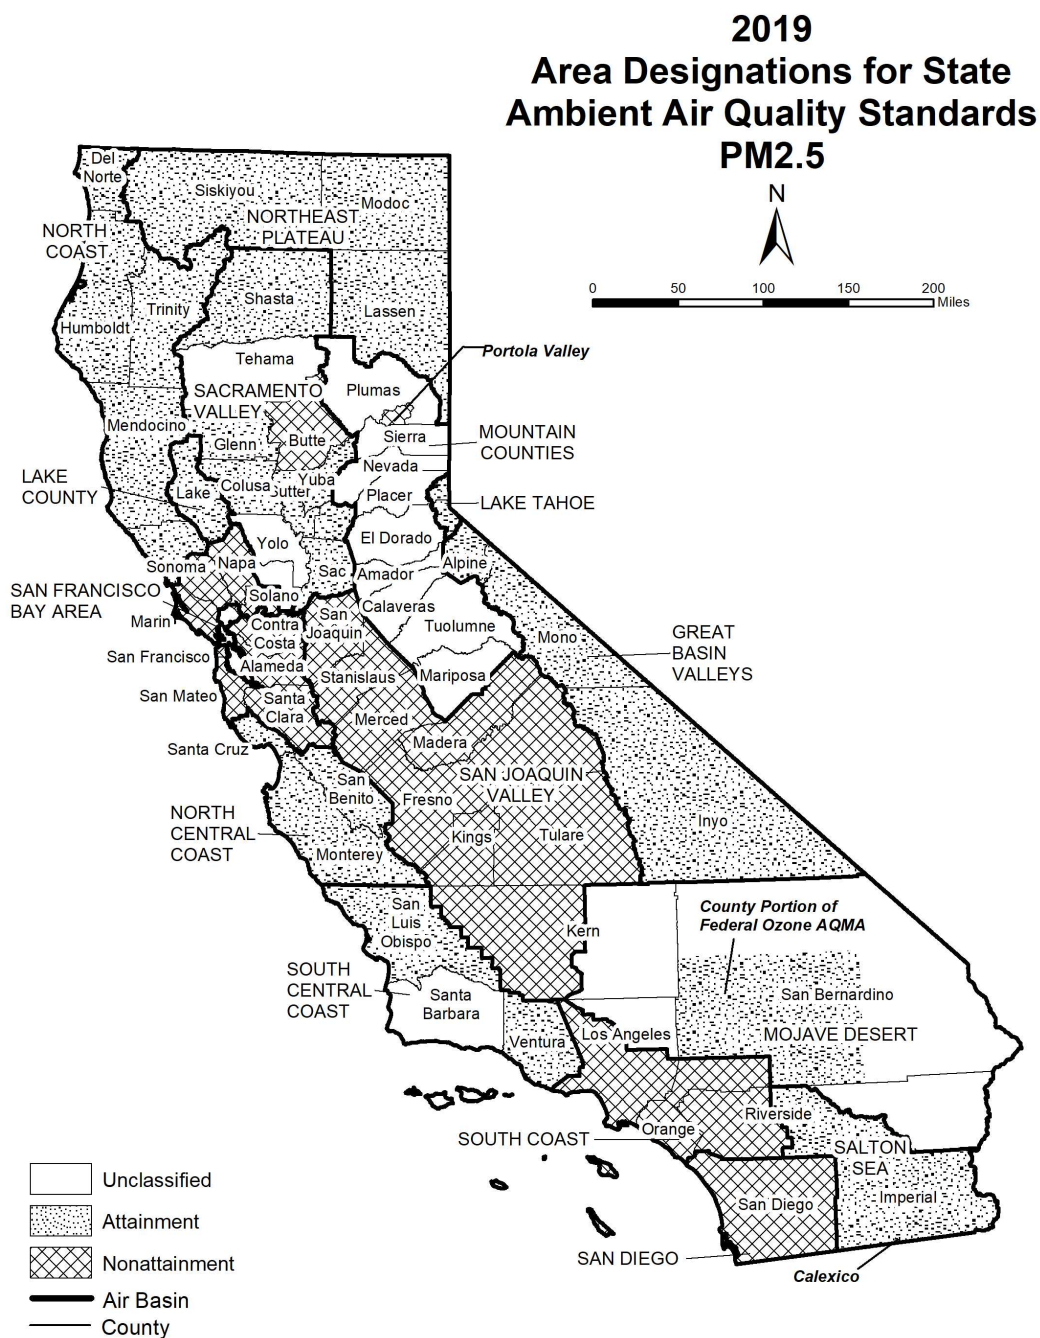 2019
Area Designations for State
Ambient Air Quality Standards
PM2.5
N
0 50 100 150 200
Miles
Del
Norte
Siskiyou
Modoc
NORTHEAST
PLATEAU
NORTH
COAST
Shasta
Trinity
Lassen
Humboldt
Portola Valley
Tehama
Plumas
SACRAMENTO
VALLEY
Mendocino
Glenn
Butte
Sierra
MOUNTAIN
COUNTIES
Nevada
LAKE
COUNTY
Lake
Colusa
Yuba
Sutter
Placer
LAKE TAHOE
Yolo
El Dorado
Sonoma
Napa
Sac
Amador
Alpine
SAN FRANCISCO
BAY AREA
Solano
Marin
Contra
Costa
San
Joaquin
Calaveras
Tuolumne
Mono
GREAT
BASIN
VALLEYS
San Francisco
Alameda
Stanislaus
Mariposa
San Mateo
Santa
Clara
Merced
Santa Cruz
Madera
San
Benito
SAN JOAQUIN
VALLEY
Fresno
NORTH
CENTRAL
COAST
Monterey
Kings
Tulare
Inyo
San
Luis
Obispo
Kern
County Portion of
Federal Ozone AQMA
SOUTH
CENTRAL
COAST
Santa
Barbara
San Bernardino
Ventura
Los Angeles
MOJAVE DESERT
SOUTH COAST
Orange
Riverside
SALTON
SEA
San Diego
Imperial
SAN DIEGO
Calexico
Unclassified
Attainment
Nonattainment
Air Basin
County